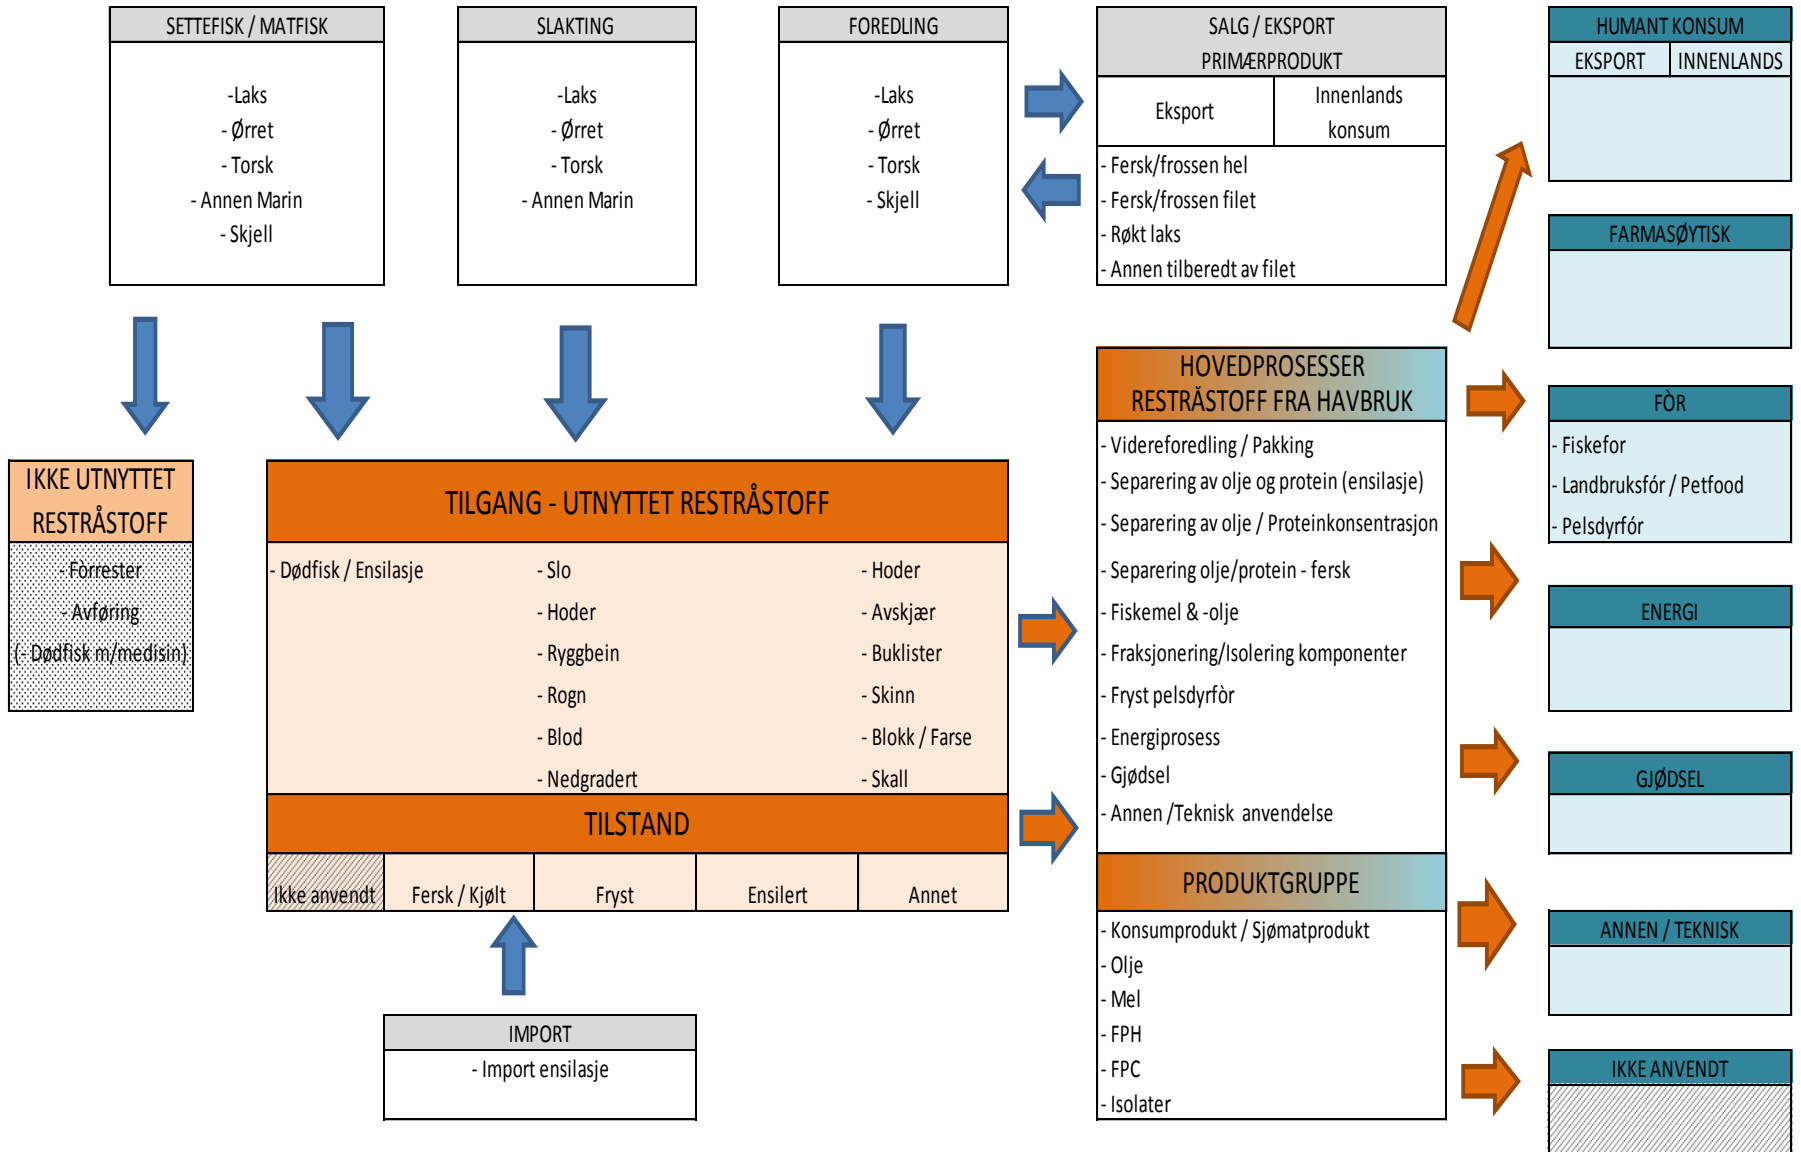 SETTEFISK / MATFISK
-Laks
- Ørret
- Torsk
- Annen Marin
- Skjell
SLAKTING
-Laks
- Ørret
- Torsk
- Annen Marin
FOREDLING
-Laks
- Ørret
- Torsk
- Skjell
SALG / EKSPORT
PRIMÆRPRODUKT
Eksport
Innenlands
konsum
- Fersk/frossen hel
- Fersk/frossen filet
- Røkt laks
- Annen tilberedt av filet
HUMANT KONSUM
EKSPORT
INNENLANDS
FARMASØYTISK
IKKE UTNYTTET
RESTRÅSTOFF
- Fòrrester
- Avføring
(- Dødfisk m/medisin)
TILGANG - UTNYTTET RESTRÅSTOFF
- Dødfisk / Ensilasje
- Slo
- Hoder
- Ryggbein
- Rogn
- Blod
- Nedgradert
- Hoder
- Avskjær
- Buklister
- Skinn
- Blokk / Farse
- Skall
TILSTAND
Ikke anvendt
Fersk / Kjølt
Fryst
Ensilert
Annet
IMPORT
- Import ensilasje
HOVEDPROSESSER
RESTRÅSTOFF FRA HAVBRUK
- Videreforedling / Pakking
- Separering av olje og protein (ensilasje)
- Separering av olje / Proteinkonsentrasjon
- Separering olje/protein - fersk
- Fiskemel & -olje
- Fraksjonering/Isolering komponenter
- Fryst pelsdyrfòr
- Energiprosess
- Gjødsel
- Annen /Teknisk anvendelse
PRODUKTGRUPPE
- Konsumprodukt / Sjømatprodukt
- Olje
- Mel
- FPH
- FPC
- Isolater
FÒR
- Fiskefor
- Landbruksfór / Petfood
- Pelsdyrfór
ENERGI
GJØDSEL
ANNEN / TEKNISK
IKKE ANVENDT